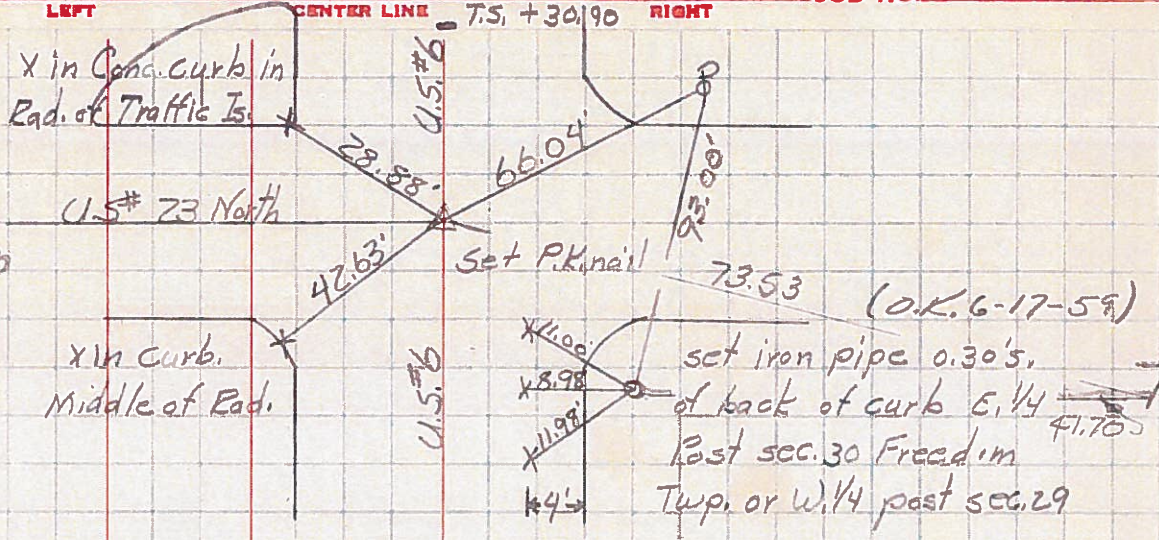 LEFT
CENTER LINE
T.S. + 30.90
RIGHT
X in Conc. curb in
Rad. of Traffic Is.
U.S. #6
28.88'
66.04'
93.00'
U.S # 23 North
42.63'
Set P.K. nail
73.53
(O.K. 6-17-59)
X in Curb.
Middle of Rad.
U.S. #6
11.00'
8.98
11.98'
4'
set iron pipe 0.30's.
of back of curb E. 1/4
41.70
Post sec. 30 Freedom
Twp. or W. 1/4 post sec. 29